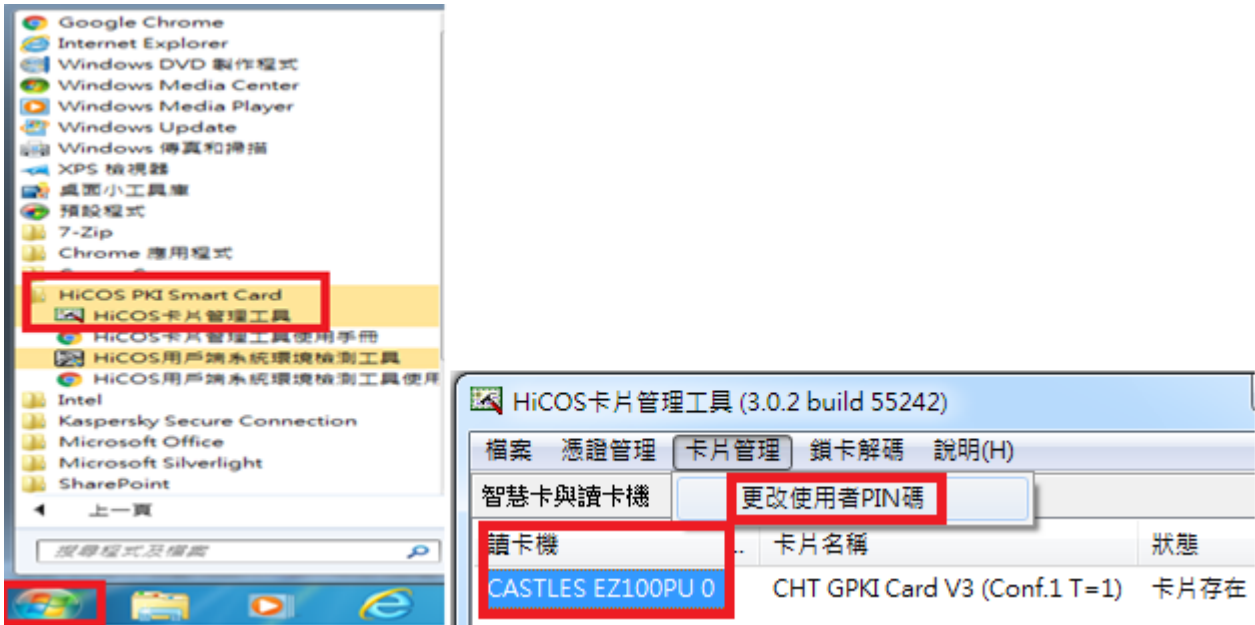 Google Chrome
Internet Explorer
Windows DVD 製作程式
Windows Media Center
Windows Media Player
Windows Update
Windows 傳真和掃描
XPS 檢視器
桌面小工具庫
預設程式
7-Zip
Chrome 應用程式
HiCOS PKI Smart Card
HiCOS卡片管理工具
HiCOS卡片管理工具使用手冊
HiCOS用戶端系統環境檢測工具
HiCOS用戶端系統環境檢測工具使用
Intel
Kaspersky Secure Connection
Microsoft Office
Microsoft Silverlight
SharePoint
上一頁
搜尋程式及檔案
HiCOS卡片管理工具 (3.0.2 build 55242)
檔案 憑證管理 卡片管理 鎖卡解碼 說明(H)
智慧卡與讀卡機 更改使用者PIN碼
讀卡機 .. 卡片名稱 狀態
CASTLES EZ100PU 0 CHT GPKI Card V3 (Conf.1 T=1) 卡片存在